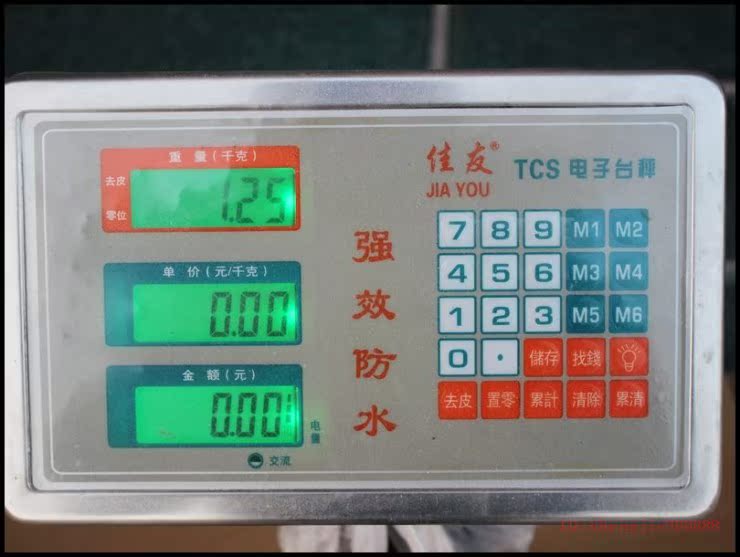 重量(千克)
去皮
零位
1.25
单价(元/千克)
0.00
金额(元)
0.00
电量
交流
强效防水
佳友®
JIA YOU
TCS 电子台秤
7 8 9 M1 M2
4 5 6 M3 M4
1 2 3 M5 M6
0 · 儲存 找錢
去皮 置零 累計 清除 累清